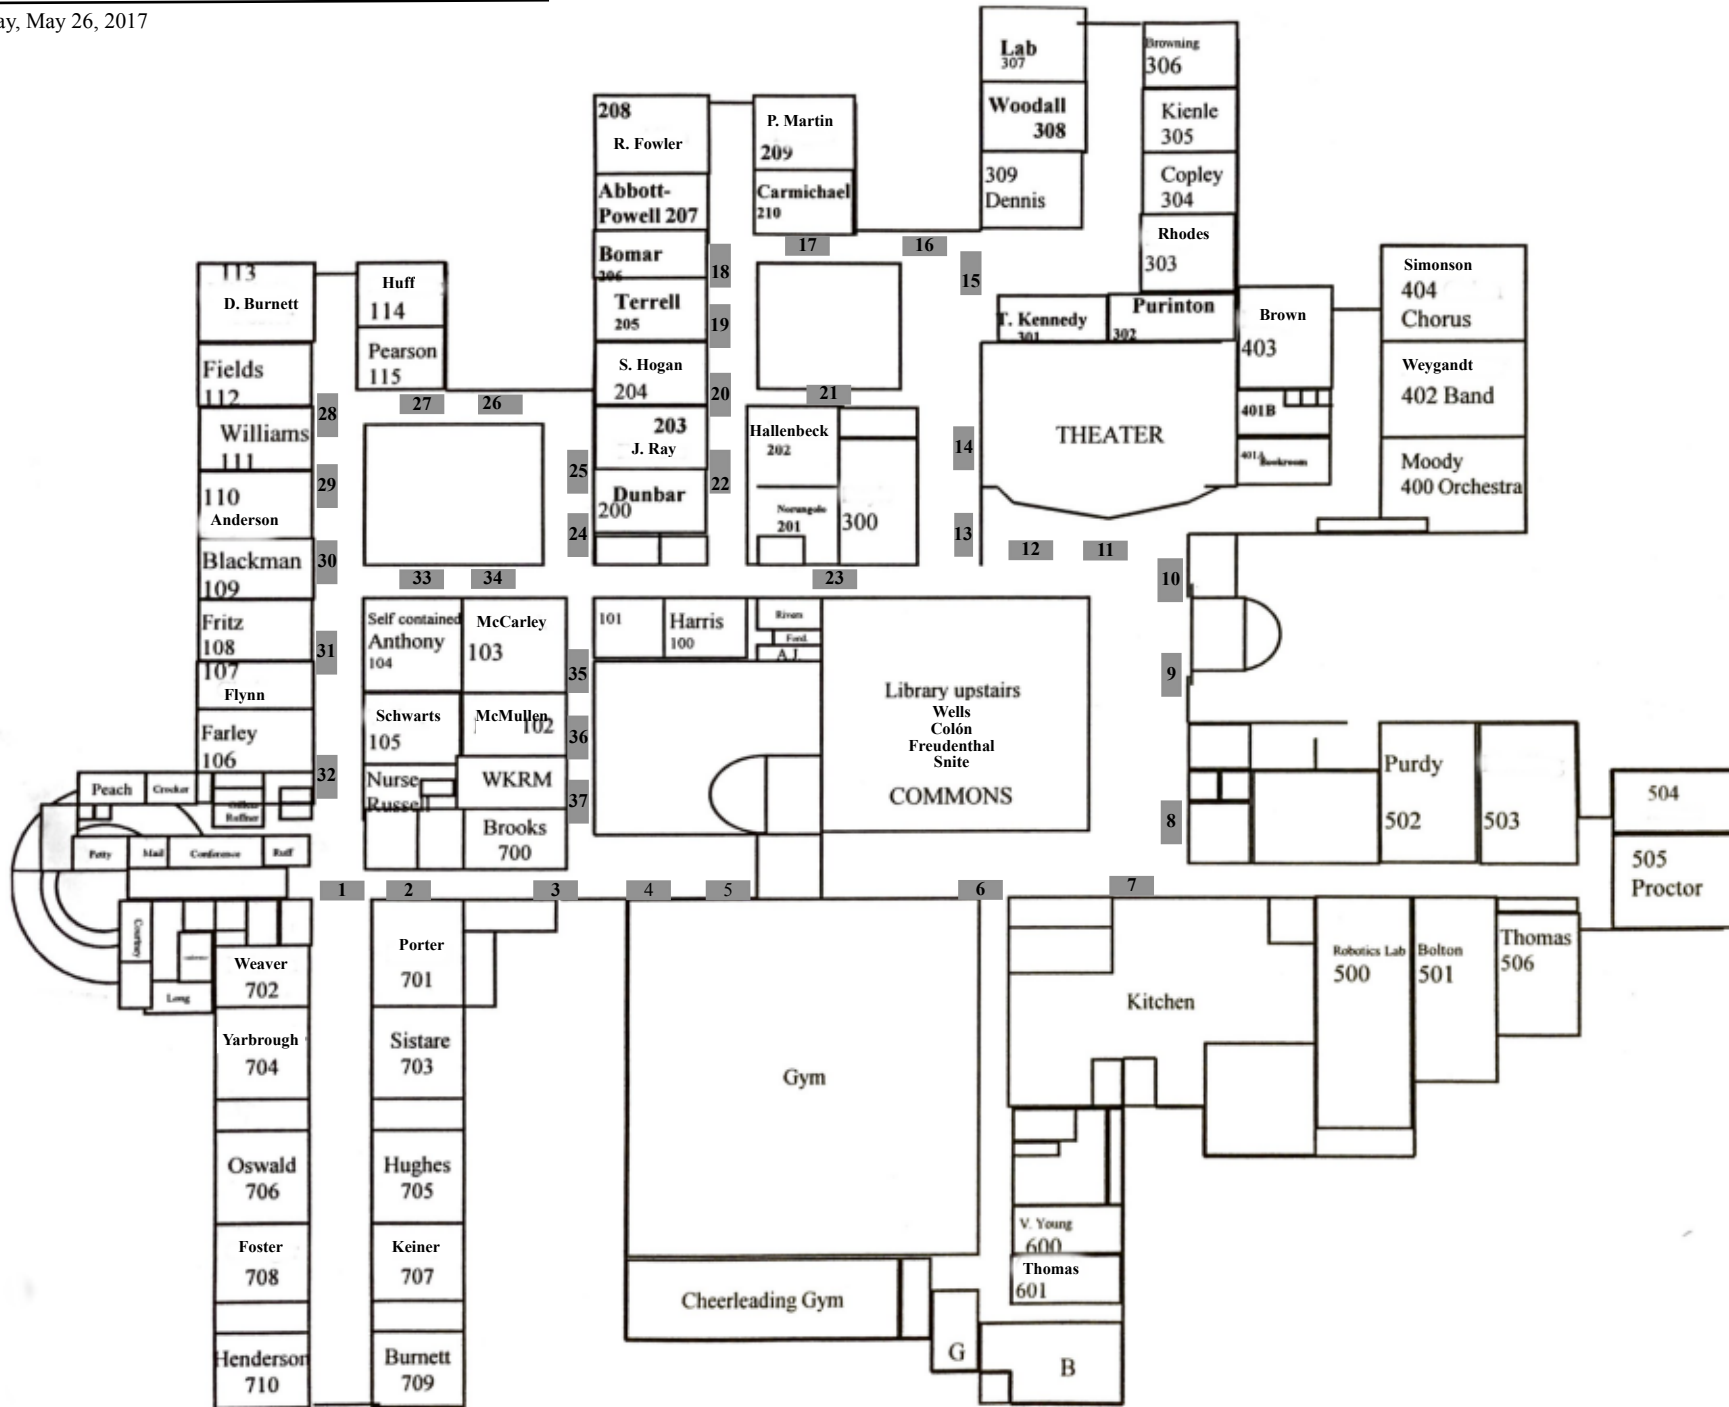 ay, May 26, 2017
Lab
307
Woodall
308
309
Dennis
Browning
306
Kienle
305
Copley
304
Rhodes
303
T. Kennedy
301
Purinton
302
208
R. Fowler
Abbott-
Powell 207
Bomar
206
Terrell
205
S. Hogan
204
203
J. Ray
Dunbar
200
P. Martin
209
Carmichael
210
17
16
15
18
19
20
21
22
Hallenbeck
202
201
300
14
13
THEATER
12
11
Brown
403
401B
401A
Bookroom
Simonson
404
Chorus
Weygandt
402 Band
Moody
400 Orchestra
113
D. Burnett
Huff
114
Pearson
115
Fields
112
Williams
111
110
Anderson
Blackman
109
Fritz
108
107
Flynn
Farley
106
27
26
28
29
30
31
32
25
24
33
34
23
10
9
8
Self contained
Anthony
104
McCarley
103
Schwarts
105
McMullen
102
Nurse
Russell
WKRM
Brooks
700
35
36
37
101
Harris
100
Rivers
Ford
A.J.
Library upstairs
Wells
Colón
Freudenthal
Snite
COMMONS
Purdy
502
503
504
505
Proctor
Peach
Crocker
Petty
Mail
Conference
Ruff
1
2
3
4
5
6
7
Courtney
Long
Weaver
702
Yarbrough
704
Oswald
706
Foster
708
Henderson
710
Porter
701
Sistare
703
Hughes
705
Keiner
707
Burnett
709
Gym
Cheerleading Gym
Kitchen
Robotics Lab
500
Bolton
501
Thomas
506
V. Young
600
Thomas
601
G
B